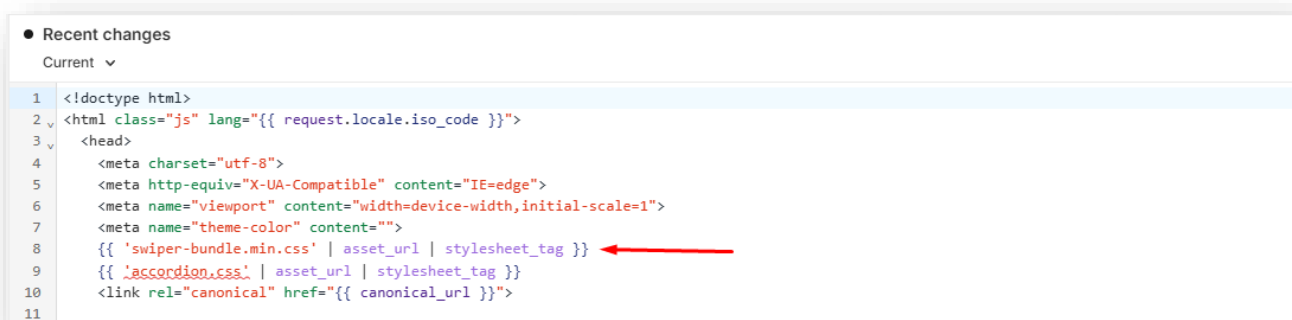 Recent changes
Current
1 <!doctype html>
2 <html class="js" lang="{{ request.locale.iso_code }}">
3 <head>
4 <meta charset="utf-8">
5 <meta http-equiv="X-UA-Compatible" content="IE=edge">
6 <meta name="viewport" content="width=device-width,initial-scale=1">
7 <meta name="theme-color" content="">
8 {{ 'swiper-bundle.min.css' | asset_url | stylesheet_tag }}
9 {{ 'accordion.css' | asset_url | stylesheet_tag }}
10 <link rel="canonical" href="{{ canonical_url }}">
11